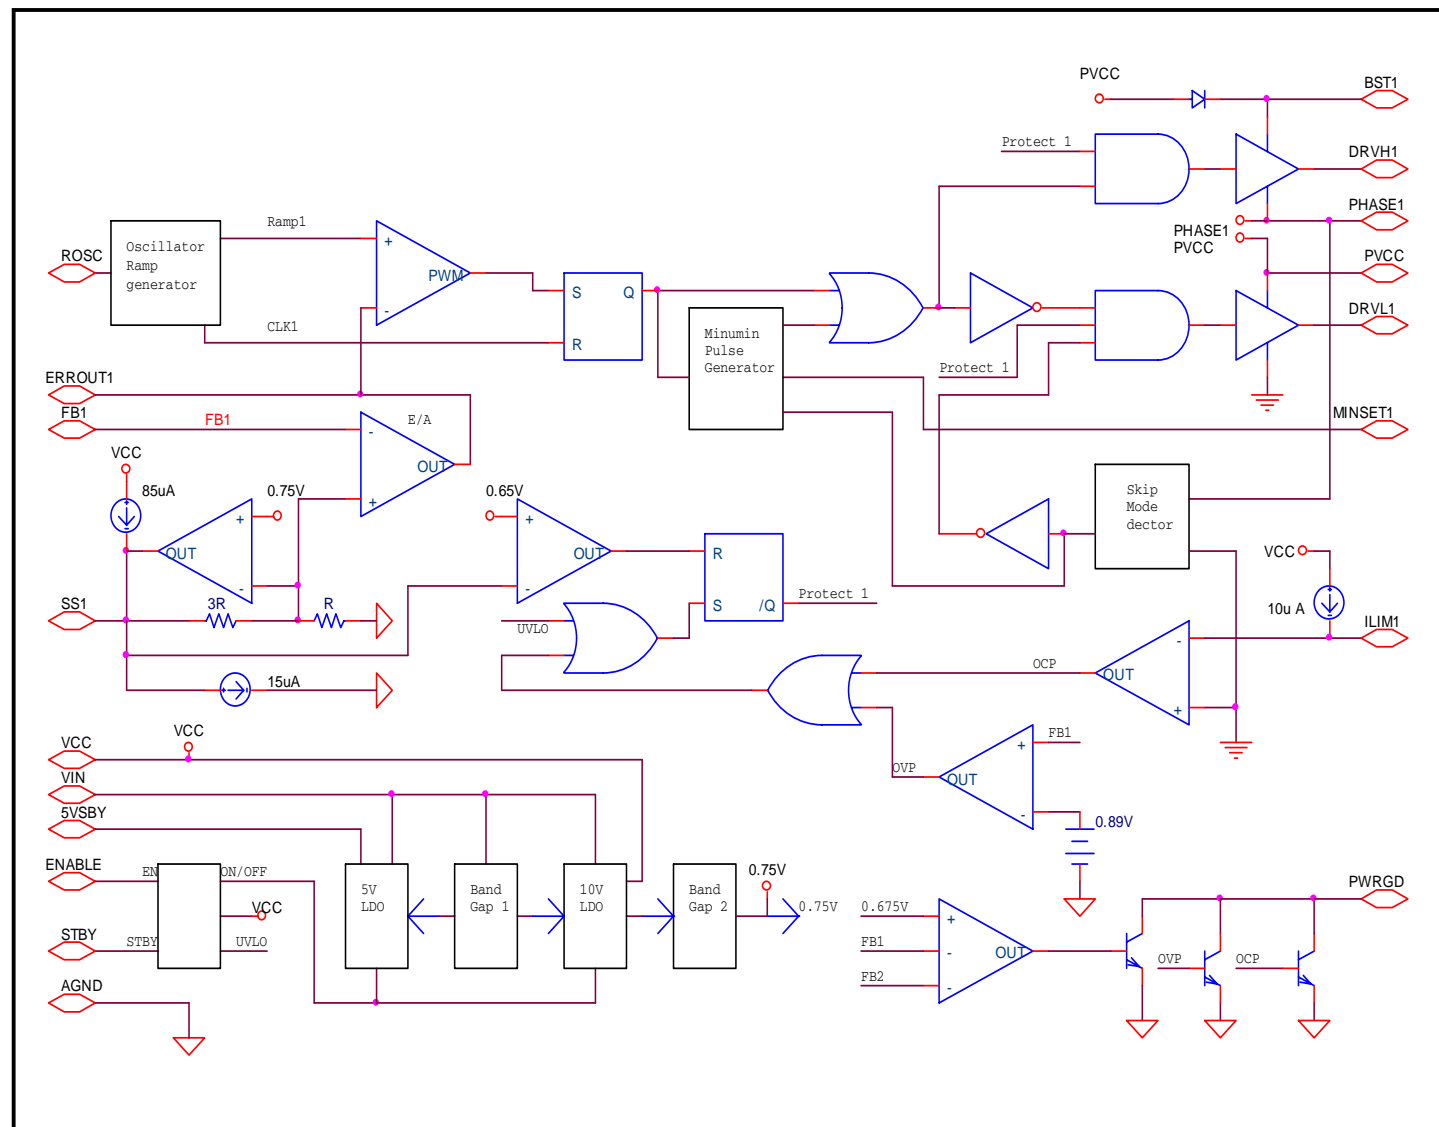 PVCC
BST1
Protect 1
DRVH1
PHASE1
PHASE1
PVCC
PVCC
Oscillator
Ramp
generator
Ramp1
ROSC
+
PWM
-
CLK1
S
Q
R
Minumin
Pulse
Generator
DRVL1
Protect 1
ERROUT1
FB1
FB1
E/A
-
OUT
+
MINSET1
VCC
85uA
0.75V
+
OUT
-
0.65V
+
OUT
-
R
S
/Q
Protect 1
Skip
Mode
dector
VCC
10u A
SS1
3R
R
UVLO
ILIM1
-
OUT
+
OCP
15uA
VCC
VCC
VIN
5VSBY
FB1
+
OUT
-
OVP
0.89V
ENABLE
EN
ON/OFF
VCC
STBY
STBY
UVLO
AGND
5V
LDO
Band
Gap 1
10V
LDO
Band
Gap 2
0.75V
0.75V
0.675V
FB1
FB2
+
-
-
OUT
OVP
OCP
PWRGD